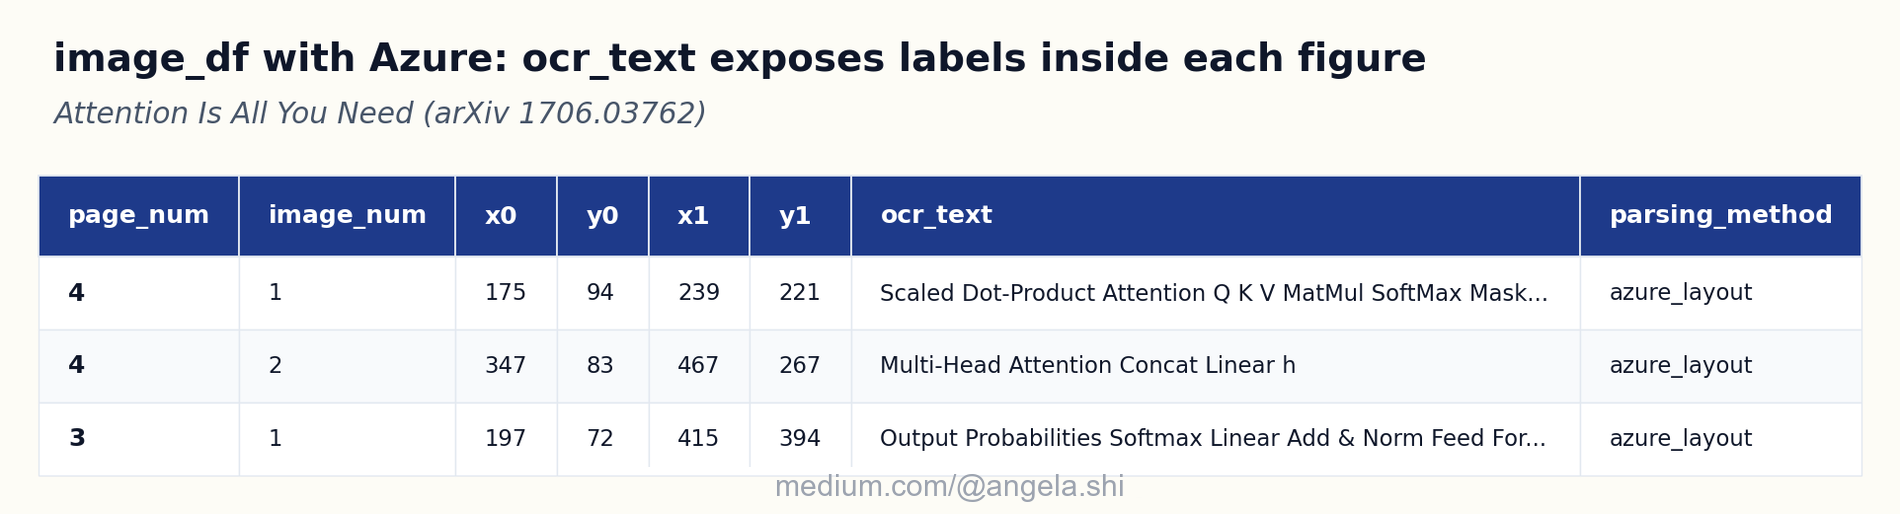 image_df with Azure: ocr_text exposes labels inside each figure
Attention Is All You Need (arXiv 1706.03762)
page_num image_num x0 y0 x1 y1 ocr_text parsing_method
4 1 175 94 239 221 Scaled Dot-Product Attention Q K V MatMul SoftMax Mask... azure_layout
4 2 347 83 467 267 Multi-Head Attention Concat Linear h azure_layout
3 1 197 72 415 394 Output Probabilities Softmax Linear Add & Norm Feed For... azure_layout
medium.com/@angela.shi